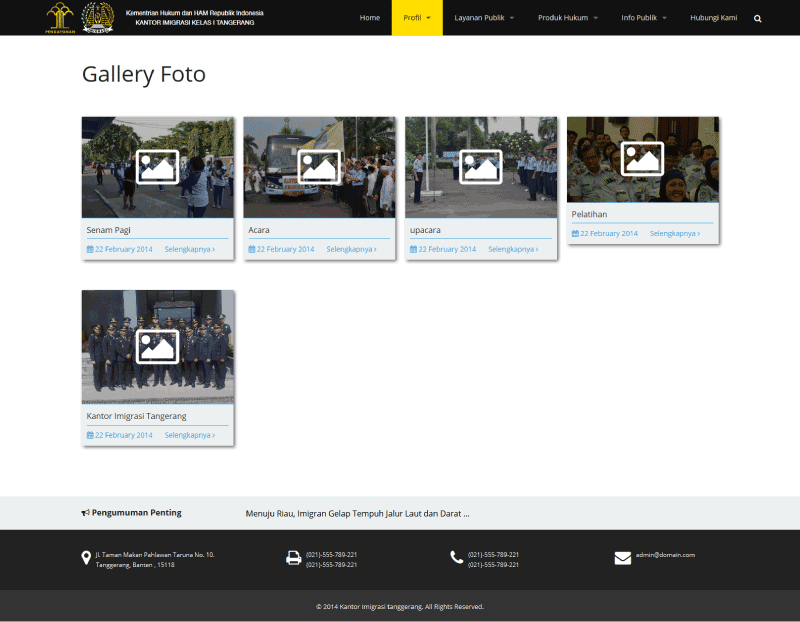 PENGAYOMAN
Kementrian Hukum dan HAM Republik Indonesia
KANTOR IMIGRASI KELAS I TANGERANG
Home
Profil
Layanan Publik
Produk Hukum
Info Publik
Hubungi Kami
Gallery Foto
Senam Pagi
22 February 2014 Selengkapnya ›
Acara
22 February 2014 Selengkapnya ›
upacara
22 February 2014 Selengkapnya ›
Pelatihan
22 February 2014 Selengkapnya ›
Kantor Imigrasi Tangerang
22 February 2014 Selengkapnya ›
Pengumuman Penting
Menuju Riau, Imigran Gelap Tempuh Jalur Laut dan Darat ...
Jl. Taman Makan Pahlawan Taruna No. 10,
Tanggerang, Banten , 15118
(021)-555-789-221
(021)-555-789-221
(021)-555-789-221
(021)-555-789-221
admin@domain.com
© 2014 Kantor Imigrasi tanggerang. All Rights Reserved.